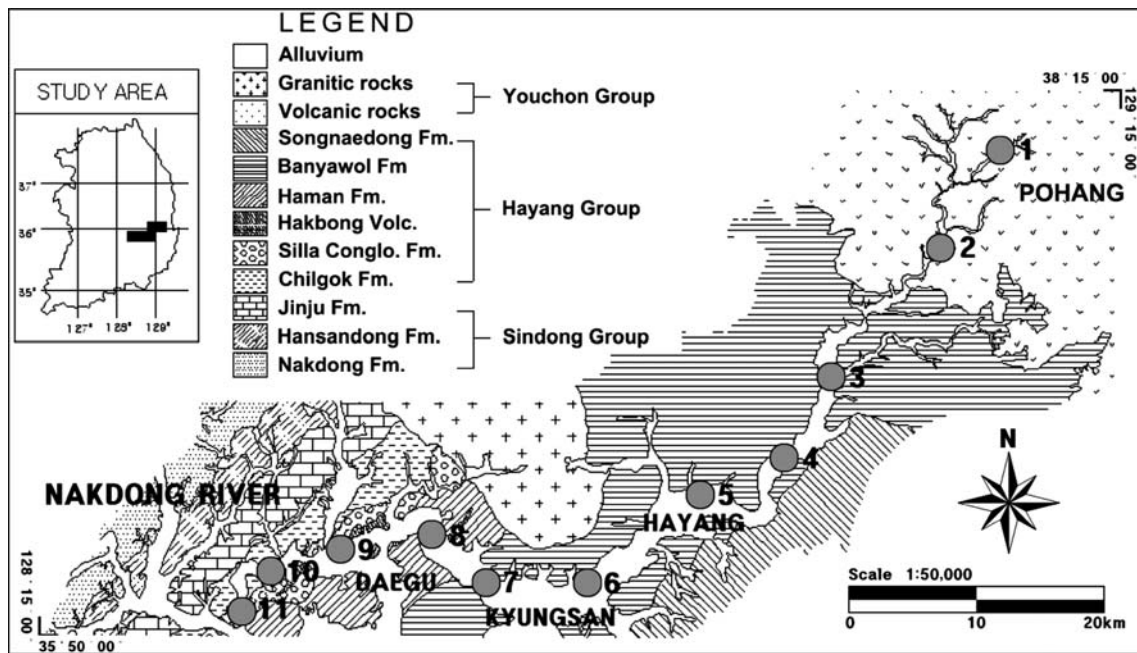 LEGEND
Alluvium
Granitic rocks
Volcanic rocks
Youchon Group
Songnaedong Fm.
Banyawol Fm
Haman Fm.
Hakbong Volc.
Silla Conglo. Fm.
Chilgok Fm.
Hayang Group
Jinju Fm.
Hansandong Fm.
Nakdong Fm.
Sindong Group
STUDY AREA
37°
36°
35°
127° 128° 129°
38 15 00
129 15 00
1
POHANG
2
3
4
5
HAYANG
NAKDONG RIVER
8
9
DAEGU
10
11
7
6
KYUNGSAN
N
Scale 1:50,000
0 10 20km
128 15 00
35 50 00